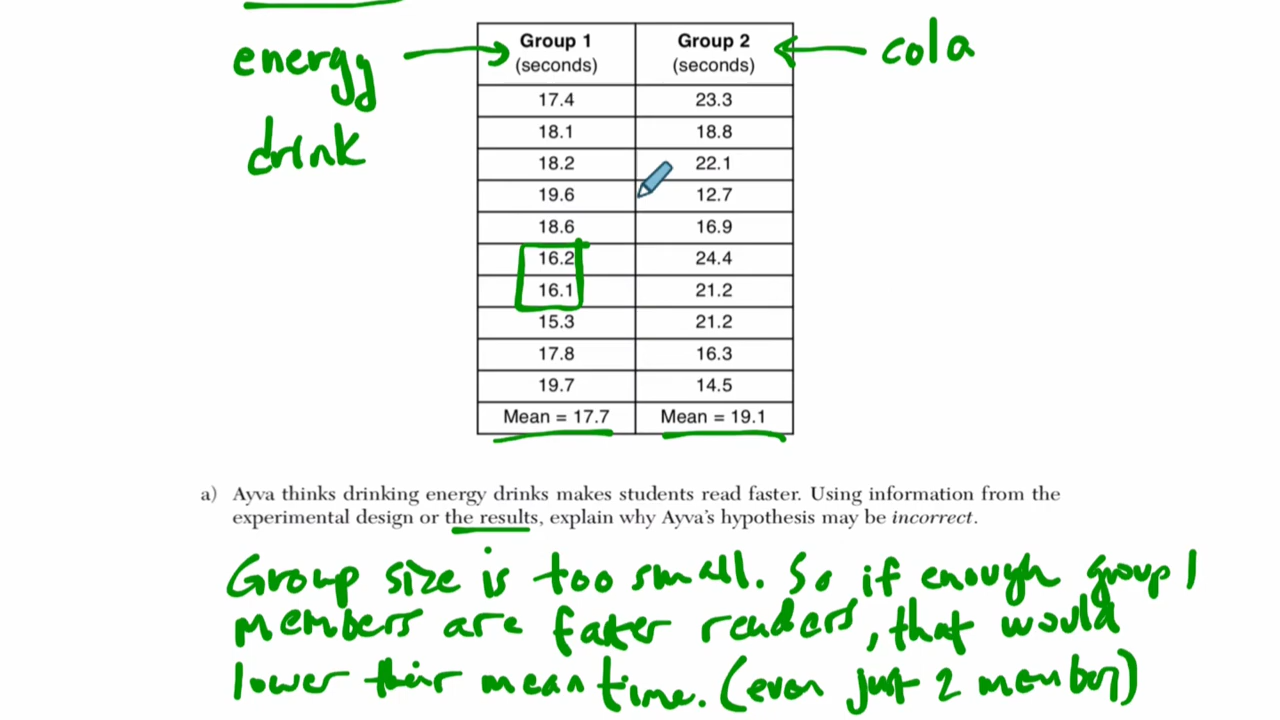 energy drink
Group 1 (seconds) Group 2 (seconds)
cola
17.4 23.3
18.1 18.8
18.2 22.1
19.6 12.7
18.6 16.9
16.2 24.4
16.1 21.2
15.3 21.2
17.8 16.3
19.7 14.5
Mean = 17.7 Mean = 19.1
a) Ayva thinks drinking energy drinks makes students read faster. Using information from the
experimental design or the results, explain why Ayva's hypothesis may be incorrect.
Group size is too small. So if enough group 1
members are faster readers, that would
lower their mean time. (even just 2 members)